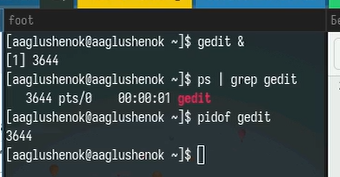 foot
[aaglushenok@aaglushenok ~]$ gedit &
[1] 3644
[aaglushenok@aaglushenok ~]$ ps | grep gedit
   3644 pts/0    00:00:01 gedit
[aaglushenok@aaglushenok ~]$ pidof gedit
3644
[aaglushenok@aaglushenok ~]$